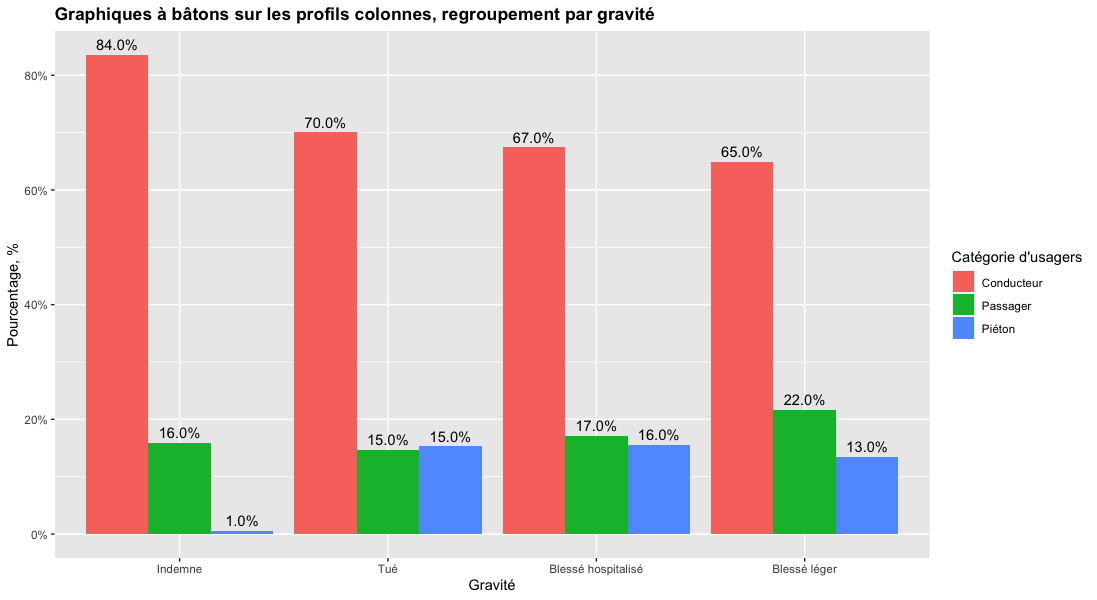 Graphiques à bâtons sur les profils colonnes, regroupement par gravité
84.0%
70.0%
67.0%
65.0%
16.0%
1.0%
15.0%
15.0%
17.0%
16.0%
22.0%
13.0%
80%
60%
40%
20%
0%
Pourcentage, %
Indemne
Tué
Blessé hospitalisé
Blessé léger
Gravité
Catégorie d'usagers
Conducteur
Passager
Piéton